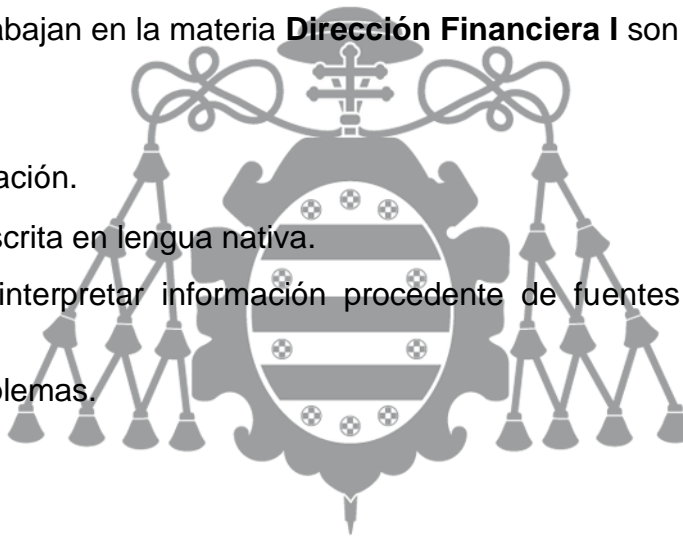 abajan en la materia Dirección Financiera I son
ación.
scrita en lengua nativa.
interpretar información procedente de fuentes
blemas.